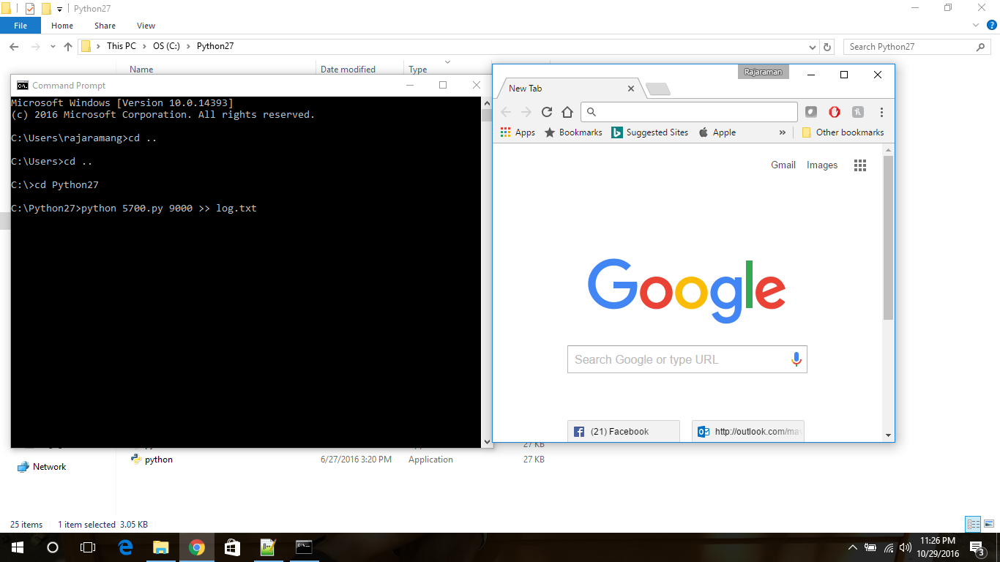 Python27
File Home Share View
This PC OS (C:) Python27
Search Python27
Name Date modified Type
Command Prompt
Microsoft Windows [Version 10.0.14393]
(c) 2016 Microsoft Corporation. All rights reserved.
C:\Users\rajaramang>cd ..
C:\Users>cd ..
C:\>cd Python27
C:\Python27>python 5700.py 9000 >> log.txt
Rajaraman
New Tab
Apps Bookmarks Suggested Sites Apple » Other bookmarks
Gmail Images
Google
Search Google or type URL
(21) Facebook http://outlook.com/
27 KB
Network
python 6/27/2016 3:20 PM Application 27 KB
25 items 1 item selected 3.05 KB
11:26 PM
10/29/2016
3